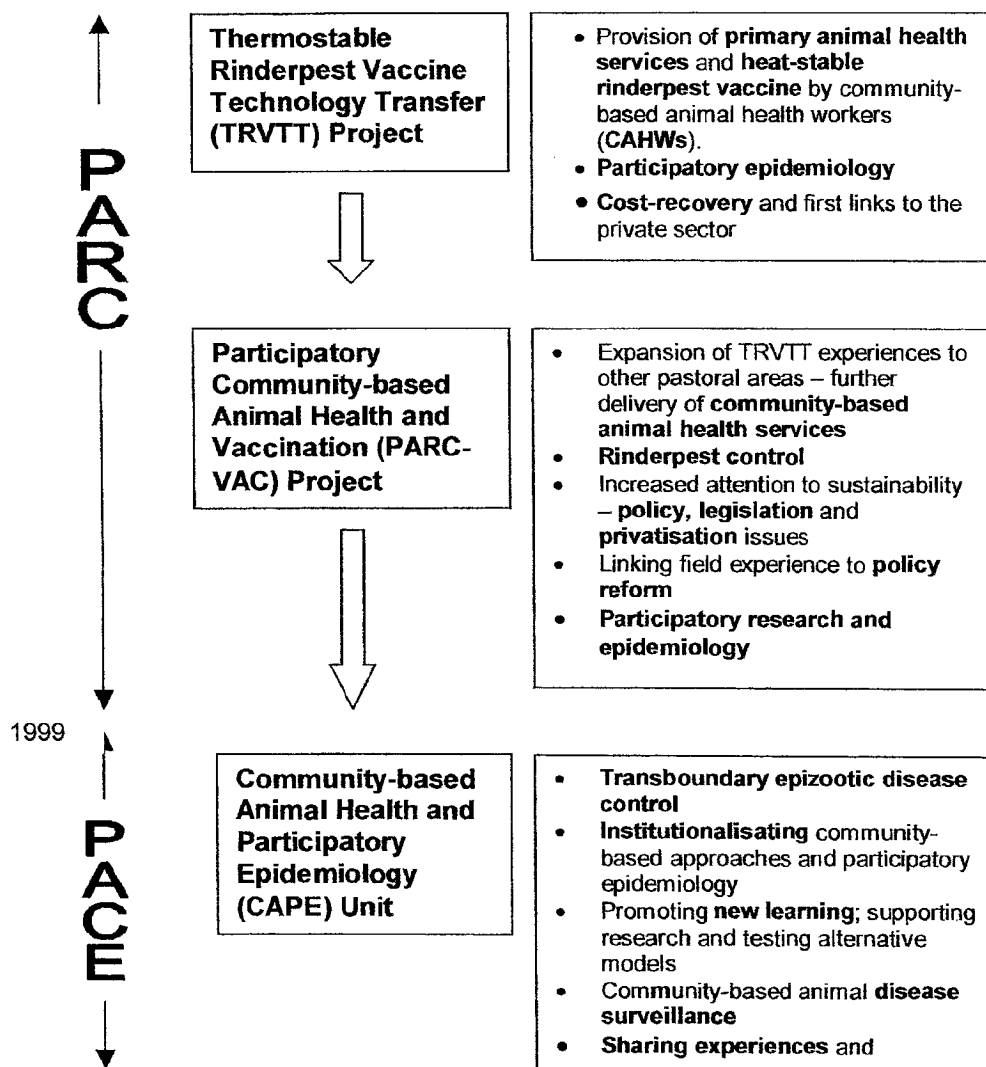 PARC
Thermostable
Rinderpest Vaccine
Technology Transfer
(TRVTT) Project
• Provision of primary animal health
services and heat-stable
rinderpest vaccine by community-
based animal health workers
(CAHWs).
• Participatory epidemiology
• Cost-recovery and first links to the
private sector
Participatory
Community-based
Animal Health and
Vaccination (PARC-
VAC) Project
• Expansion of TRVTT experiences to
other pastoral areas – further
delivery of community-based
animal health services
• Rinderpest control
• Increased attention to sustainability
– policy, legislation and
privatisation issues
• Linking field experience to policy
reform
• Participatory research and
epidemiology
1999
PACE
Community-based
Animal Health and
Participatory
Epidemiology
(CAPE) Unit
• Transboundary epizootic disease
control
• Institutionalisating community-
based approaches and participatory
epidemiology
• Promoting new learning; supporting
research and testing alternative
models
• Community-based animal disease
surveillance
• Sharing experiences and